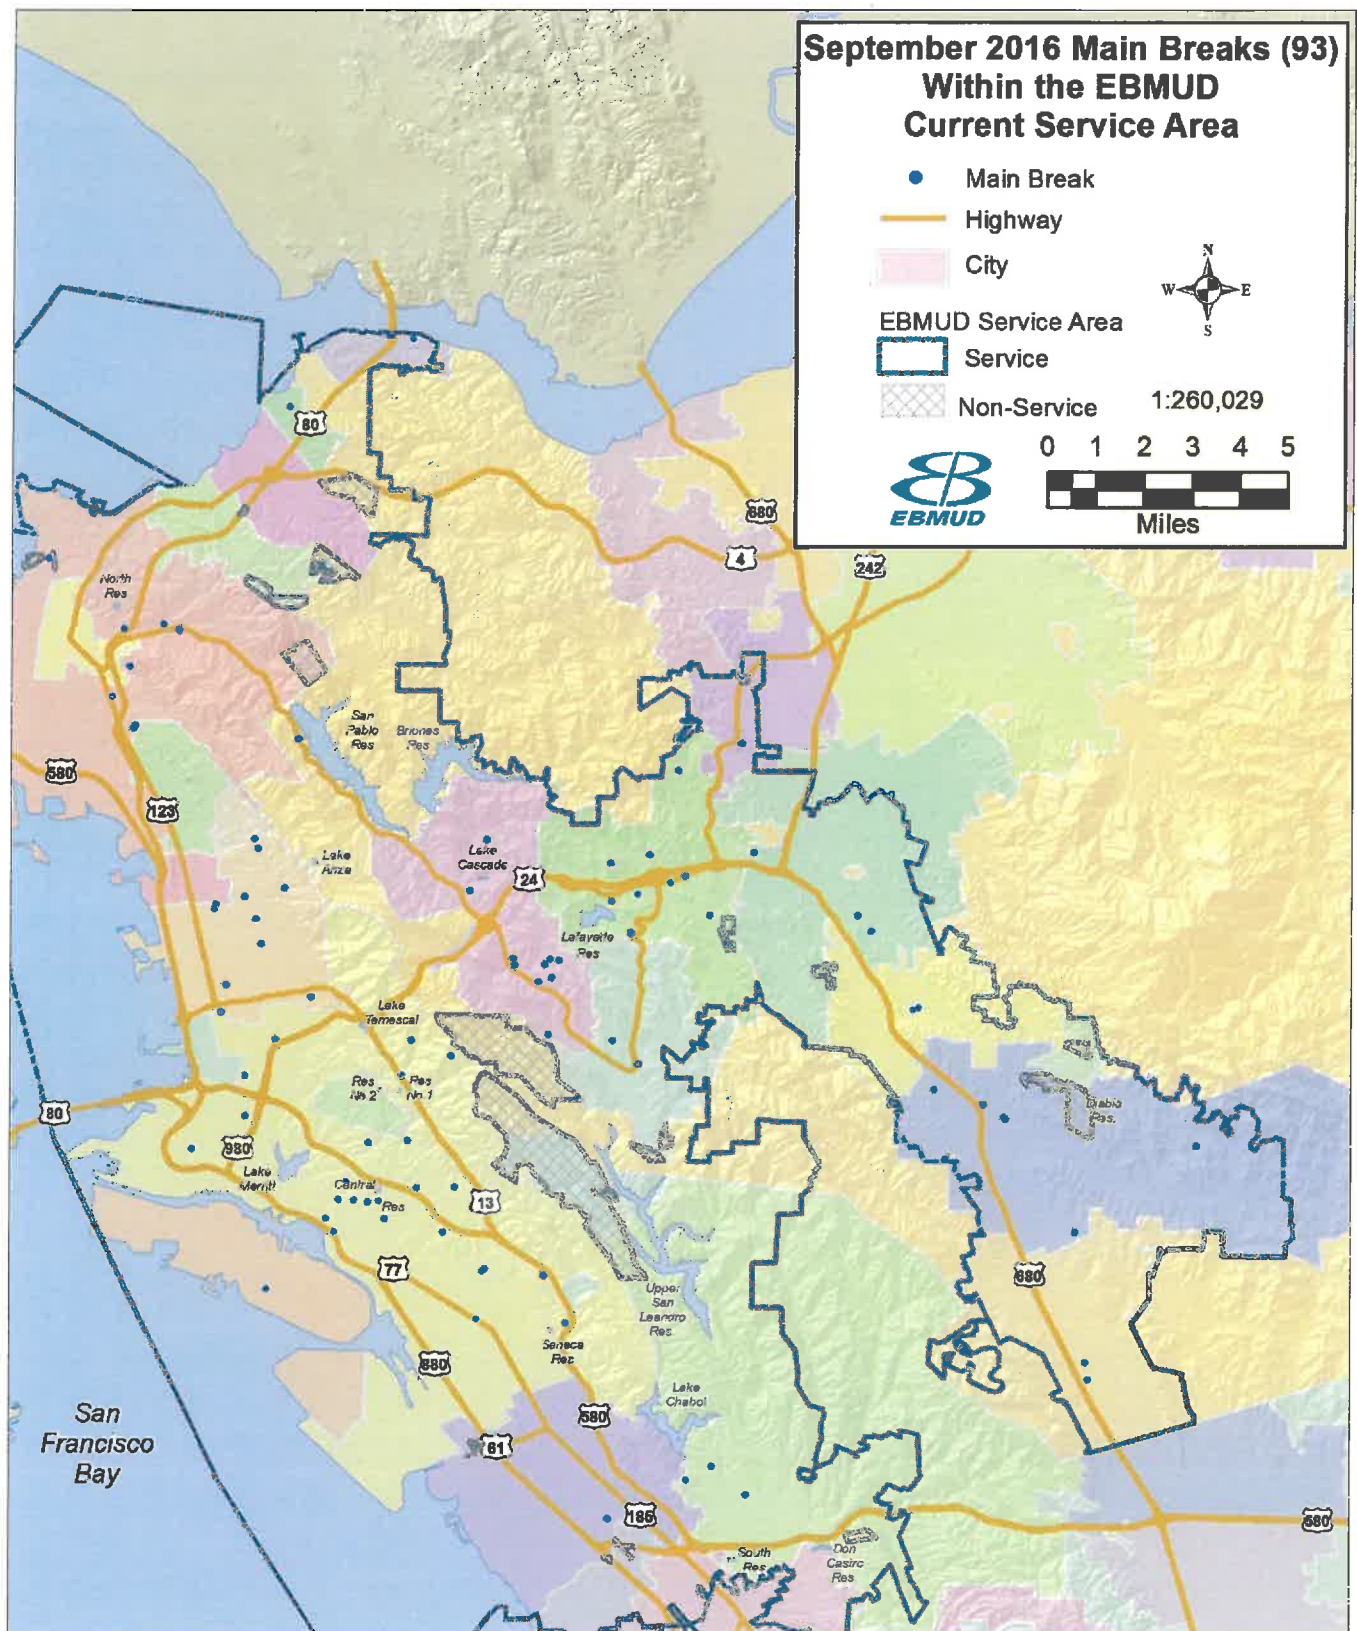 September 2016 Main Breaks (93)
Within the EBMUD
Current Service Area
Main Break
Highway
City
N
W E
S
EBMUD Service Area
Service
Non-Service
1:260,029
0 1 2 3 4 5
Miles
EBMUD
80
680
4
242
North
Res
San
Pablo
Res
Briones
Res
580
123
Lake
Anza
Lake
Cascade
24
Lafayette
Res
Lake
Temescal
Res
No.2
Res
No.1
80
980
Lake
Merritt
Central
Res
13
Diablo
Res.
77
680
Upper
San
Leandro
Res
Seneca
Res
880
Lake
Chabot
580
61
San
Francisco
Bay
185
580
South
Res
Don
Castro
Res